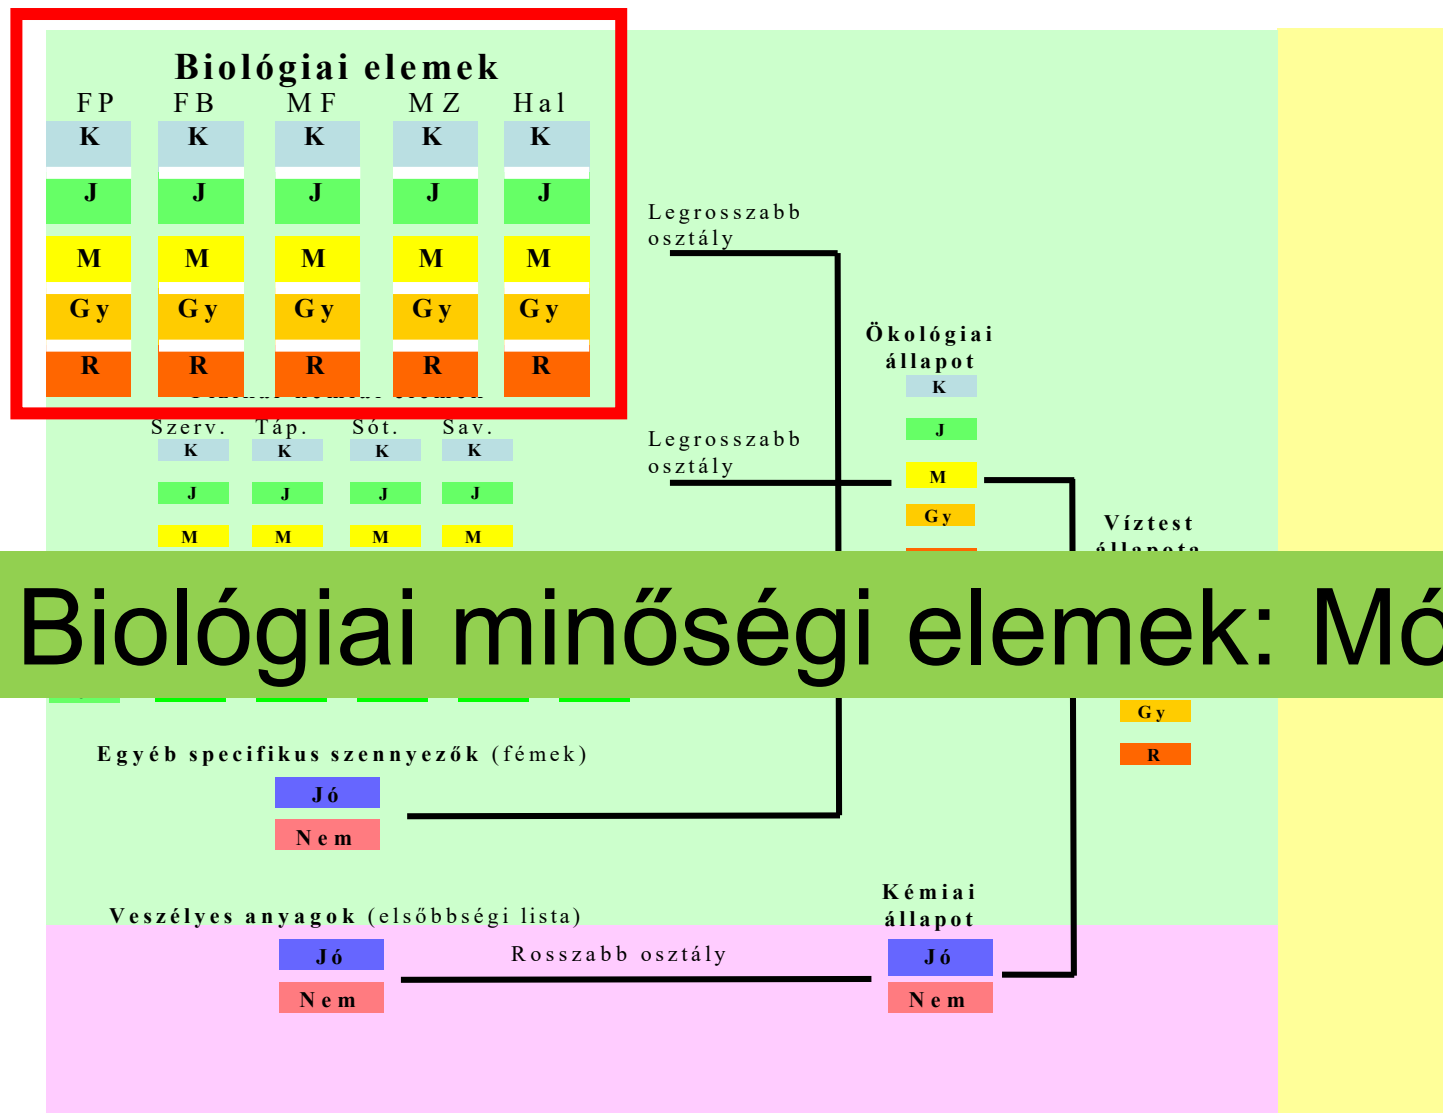 Biológiai elemek
FP FB MF MZ Hal
K K K K K
J J J J J
M M M M M
Gy Gy Gy Gy Gy
R R R R R
Legrosszabb
osztály
Szerv. Táp. Sót. Sav.
K K K K
J J J J
M M M M
Legrosszabb
osztály
Ökológiai
állapot
K
J
M
Gy
Víztest
állapota
Biológiai minőségi elemek: Mó
Gy
R
Egyéb specifikus szennyezők (fémek)
Jó
Nem
Veszélyes anyagok (elsőbbségi lista)
Jó
Nem
Rosszabb osztály
Kémiai
állapot
Jó
Nem